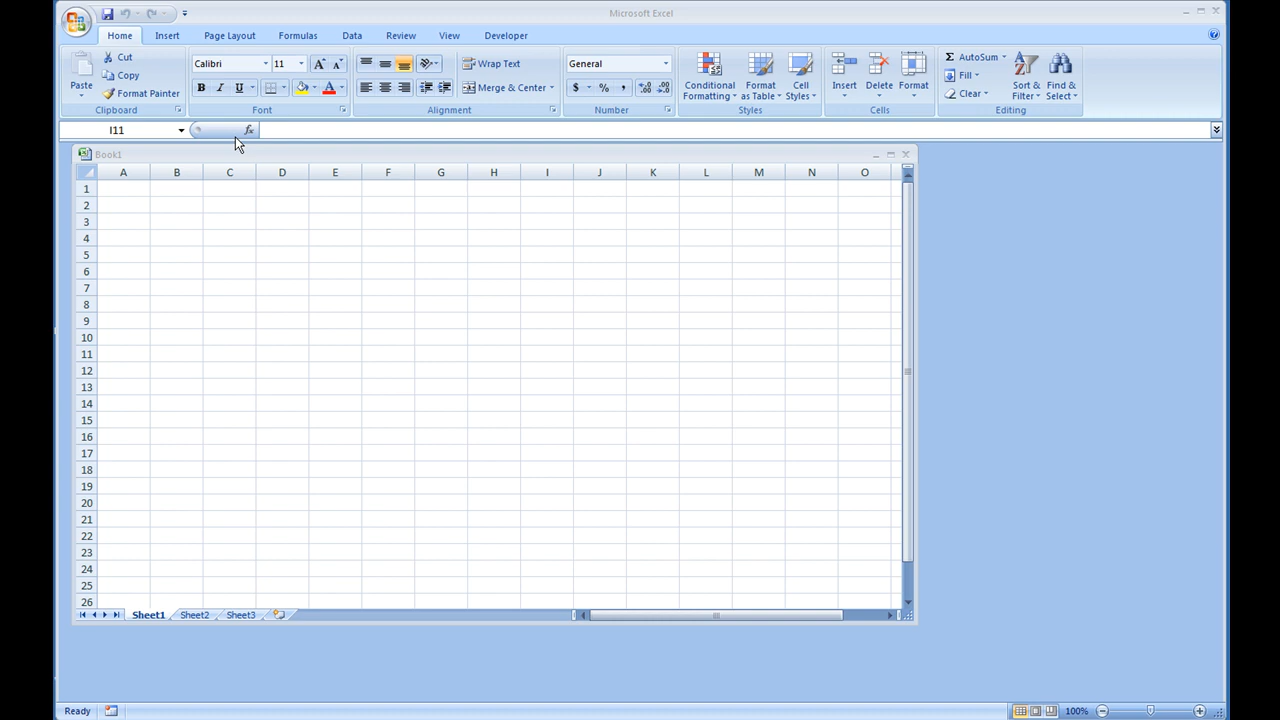 Microsoft Excel
Home Insert Page Layout Formulas Data Review View Developer
Paste
Cut
Copy
Format Painter
Clipboard
Calibri 11
B I U
Font
Wrap Text
Merge & Center
Alignment
General
$ % ,
Number
Conditional Formatting
Format as Table
Cell Styles
Styles
Insert Delete Format
Cells
AutoSum
Fill
Clear
Sort & Filter
Find & Select
Editing
I11 fx
Book1
A B C D E F G H I J K L M N O
1
2
3
4
5
6
7
8
9
10
11
12
13
14
15
16
17
18
19
20
21
22
23
24
25
26
Sheet1 Sheet2 Sheet3
Ready 100%